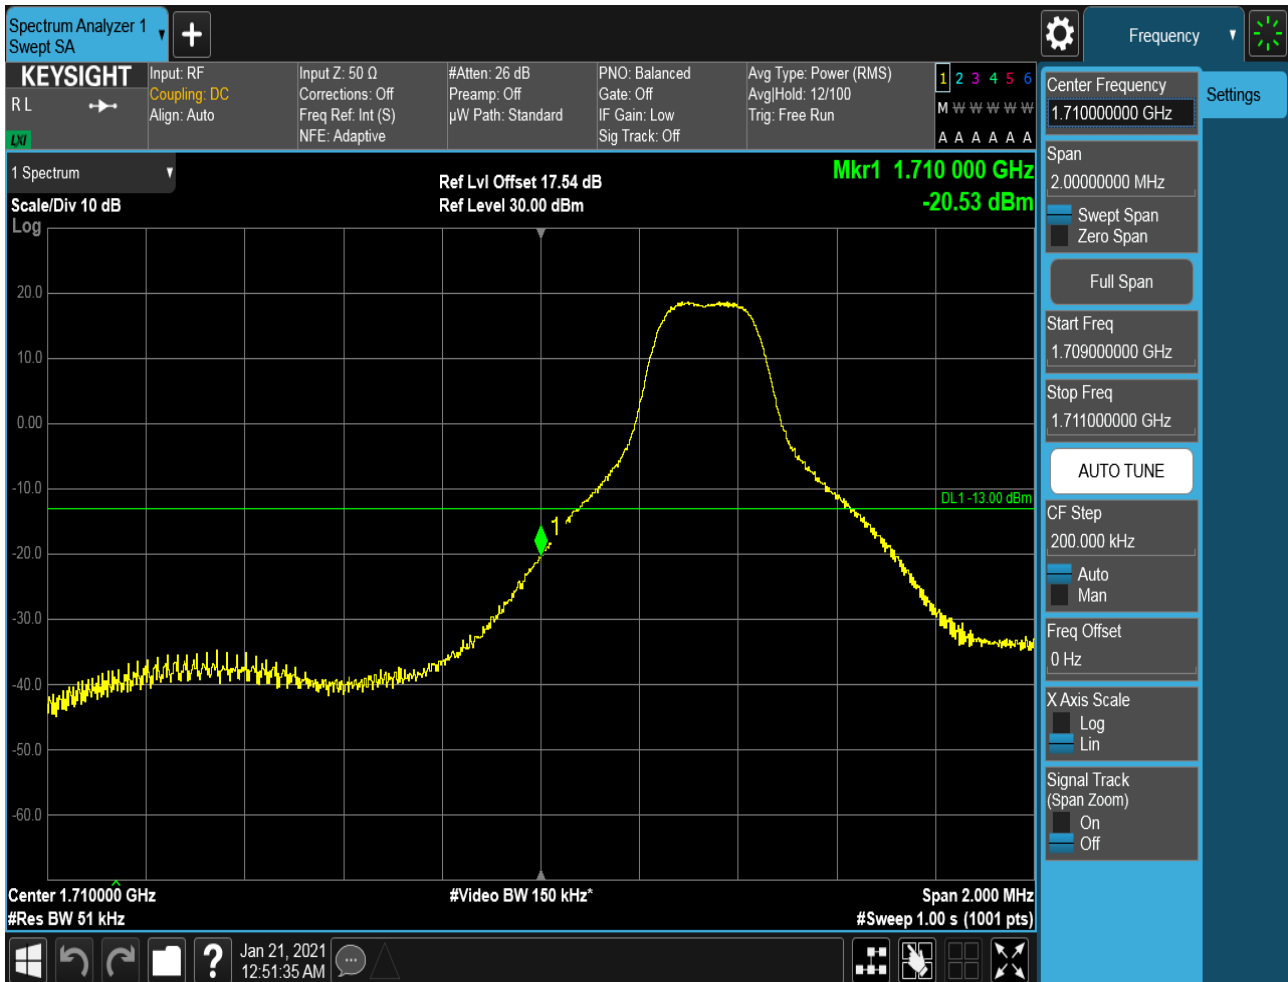 Spectrum Analyzer 1
Swept SA
Frequency
KEYSIGHT
R L
LXI
Input: RF
Coupling: DC
Align: Auto
Input Z: 50 Ω
Corrections: Off
Freq Ref: Int (S)
NFE: Adaptive
#Atten: 26 dB
Preamp: Off
µW Path: Standard
PNO: Balanced
Gate: Off
IF Gain: Low
Sig Track: Off
Avg Type: Power (RMS)
Avg|Hold: 12/100
Trig: Free Run
1 2 3 4 5 6
M W W W W W
A A A A A A
1 Spectrum
Scale/Div 10 dB
Log
Ref Lvl Offset 17.54 dB
Ref Level 30.00 dBm
Mkr1 1.710 000 GHz
-20.53 dBm
20.0
10.0
0.00
-10.0
-20.0
-30.0
-40.0
-50.0
-60.0
DL1 -13.00 dBm
1
Center 1.710000 GHz
#Res BW 51 kHz
#Video BW 150 kHz*
Span 2.000 MHz
#Sweep 1.00 s (1001 pts)
Jan 21, 2021
12:51:35 AM
Center Frequency
1.710000000 GHz
Settings
Span
2.00000000 MHz
Swept Span
Zero Span
Full Span
Start Freq
1.709000000 GHz
Stop Freq
1.711000000 GHz
AUTO TUNE
CF Step
200.000 kHz
Auto
Man
Freq Offset
0 Hz
X Axis Scale
Log
Lin
Signal Track
(Span Zoom)
On
Off